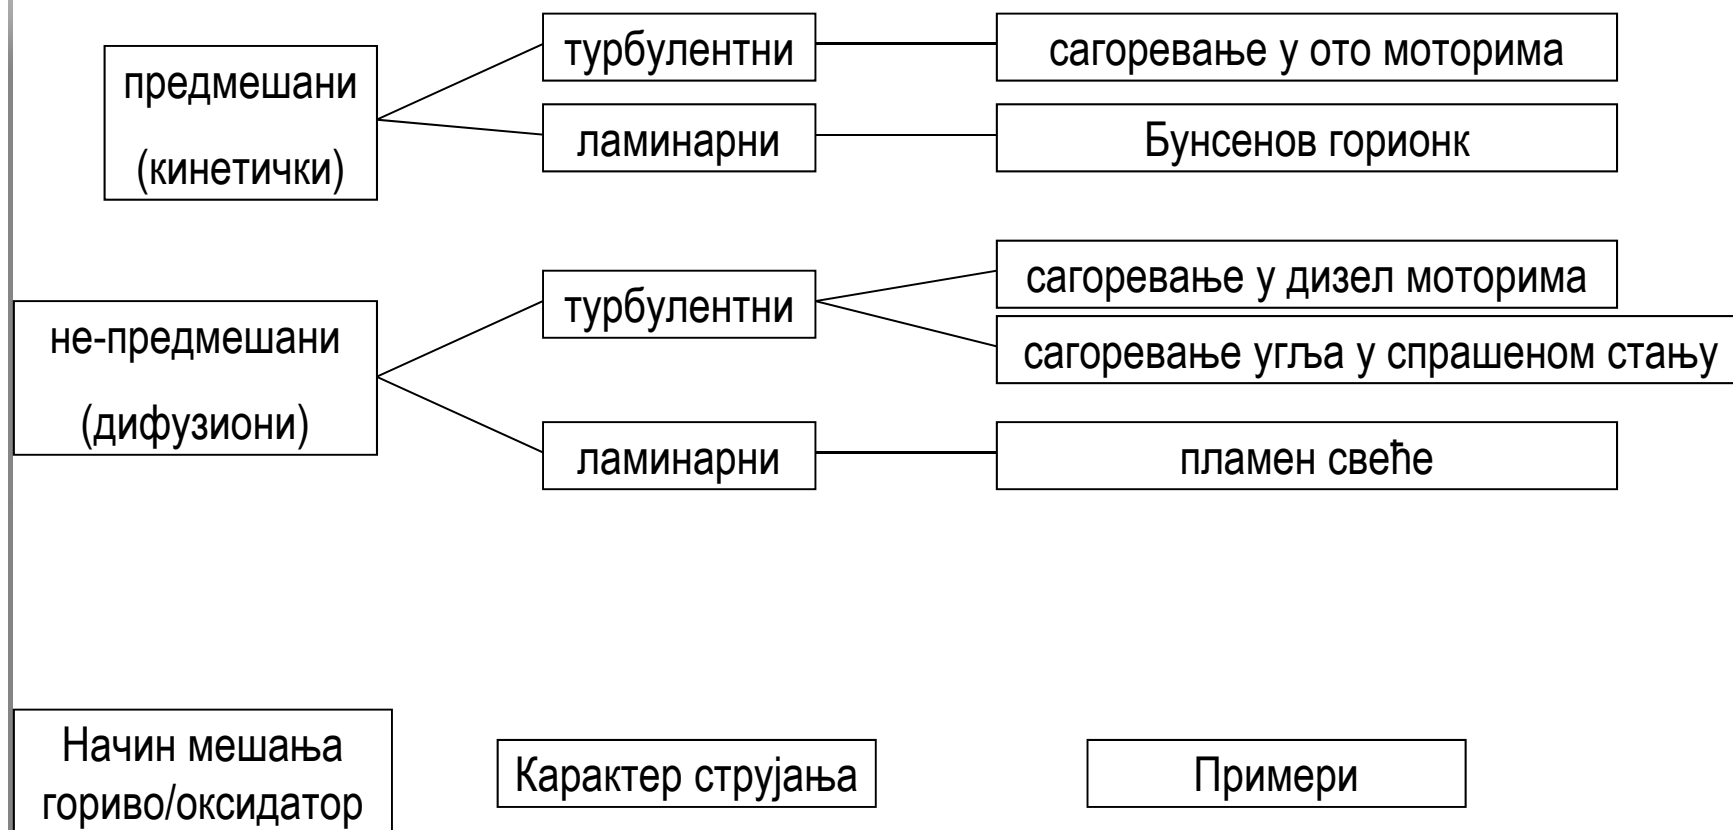 предмешани
(кинетички)
турбулентни
сагоревање у ото моторима
ламинарни
Бунсенов горионк
не-предмешани
(дифузиони)
турбулентни
сагоревање у дизел моторима
сагоревање угља у спрашеном стању
ламинарни
пламен свеће
Начин мешања
гориво/оксидатор
Карактер струјања
Примери